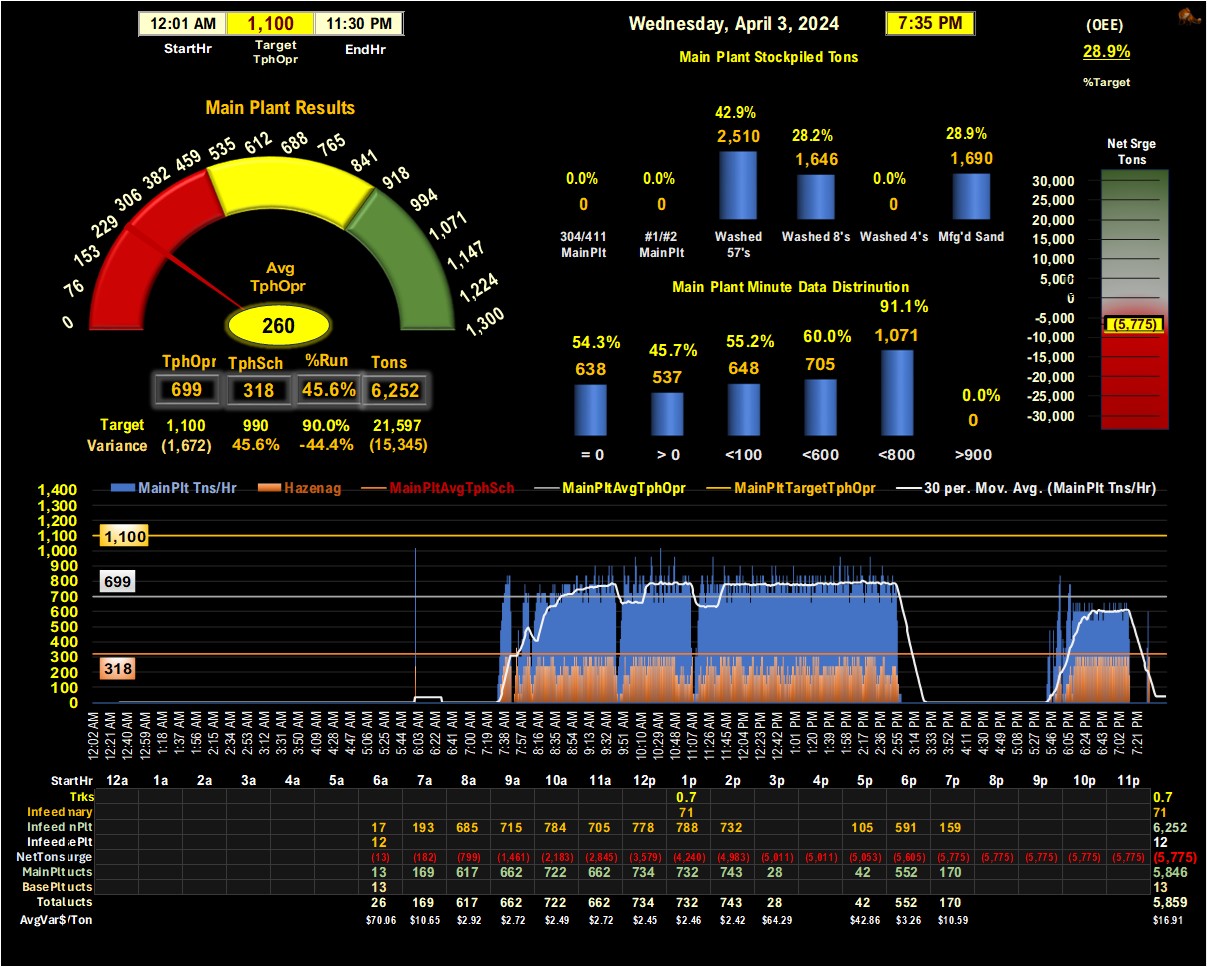 12:01 AM 1,100 11:30 PM
StartHr Target TphOpr EndHr
Wednesday, April 3, 2024 7:35 PM
(OEE)
28.9%
%Target
Main Plant Stockpiled Tons
42.9% 28.2% 28.9%
2,510 1,646 1,690
0.0% 0.0% 0.0%
0 0 0
304/411 MainPlt #1/#2 MainPlt Washed 57's Washed 8's Washed 4's Mfg'd Sand
Net Srge
Tons
30,000
25,000
20,000
15,000
10,000
5,000
0
-5,000
(5,775)
-10,000
-15,000
-20,000
-25,000
-30,000
Main Plant Results
0 76 153 229 306 382 459 535 612 688 765 841 918 994 1,071 1,147 1,224 1,300
Avg
TphOpr
260
TphOpr TphSch %Run Tons
699 318 45.6% 6,252
Target 1,100 990 90.0% 21,597
Variance (1,672) 45.6% -44.4% (15,345)
Main Plant Minute Data Distrinution
54.3% 45.7% 55.2% 60.0% 91.1% 0.0%
638 537 648 705 1,071 0
= 0 > 0 <100 <600 <800 >900
MainPlt Tns/Hr Hazenag MainPltAvgTphSch MainPltAvgTphOpr MainPltTargetTphOpr 30 per. Mov. Avg. (MainPlt Tns/Hr)
1,400
1,300
1,200
1,100 1,100
1,000
900
800
699
700
600
500
400
300
318
200
100
0
12:02 AM 12:21 AM 12:40 AM 12:59 AM 1:18 AM 1:37 AM 1:56 AM 2:15 AM 2:34 AM 2:53 AM 3:12 AM 3:31 AM 3:50 AM 4:09 AM 4:28 AM 4:47 AM 5:06 AM 5:25 AM 5:44 AM 6:03 AM 6:22 AM 6:41 AM 7:00 AM 7:19 AM 7:38 AM 7:57 AM 8:16 AM 8:35 AM 8:54 AM 9:13 AM 9:32 AM 9:51 AM 10:10 AM 10:29 AM 10:48 AM 11:07 AM 11:26 AM 11:45 AM 12:04 PM 12:23 PM 12:42 PM 1:01 PM 1:20 PM 1:39 PM 1:58 PM 2:17 PM 2:36 PM 2:55 PM 3:14 PM 3:33 PM 3:52 PM 4:11 PM 4:30 PM 4:49 PM 5:08 PM 5:27 PM 5:46 PM 6:05 PM 6:24 PM 6:43 PM 7:02 PM 7:21 PM
StartHr 12a 1a 2a 3a 4a 5a 6a 7a 8a 9a 10a 11a 12p 1p 2p 3p 4p 5p 6p 7p 8p 9p 10p 11p
Trks 0.7 0.7
Infeed mary 71 71
Infeed nPlt 17 193 685 715 784 705 778 788 732 105 591 159 6,252
Infeed ePlt 12 12
NetTonsurge (13) (182) (799) (1,461) (2,183) (2,845) (3,579) (4,240) (4,983) (5,011) (5,011) (5,053) (5,605) (5,775) (5,775) (5,775) (5,775) (5,775) (5,775)
MainPlt ucts 13 169 617 662 722 662 734 732 743 28 42 552 170 5,846
BasePlt ucts 13 13
Total ucts 26 169 617 662 722 662 734 732 743 28 42 552 170 5,859
AvgVar$/Ton $70.06 $10.65 $2.92 $2.72 $2.49 $2.72 $2.45 $2.46 $2.42 $64.29 $42.86 $3.26 $10.59 $16.91